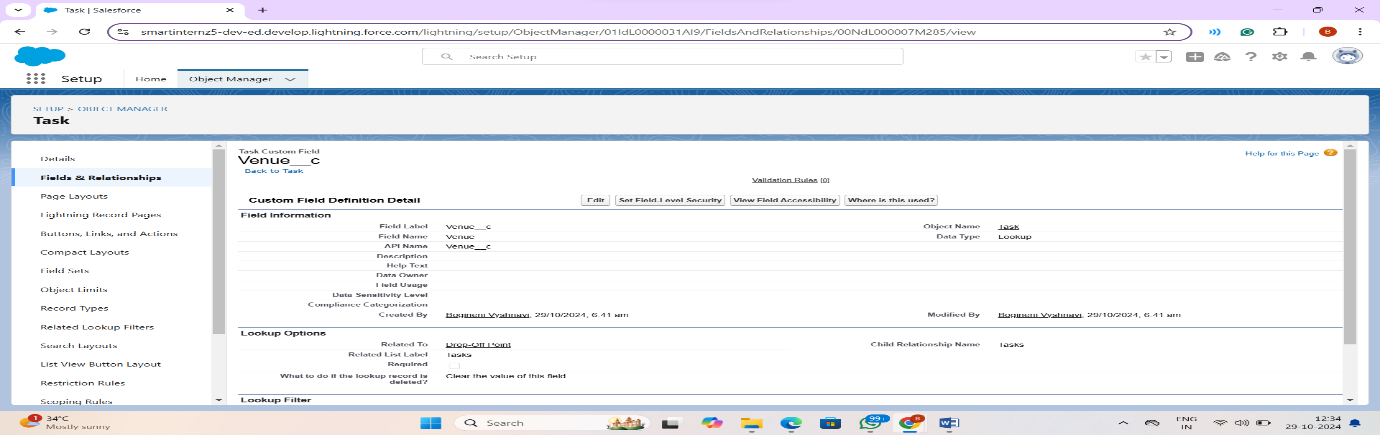 Task | Salesforce
smartinternz5-dev-ed.develop.lightning.force.com/lightning/setup/ObjectManager/01IdL0000031AI9/FieldsAndRelationships/00NdL000007M285/view
B
Search Setup
Setup
Home
Object Manager
SETUP > OBJECT MANAGER
Task
Details
Fields & Relationships
Page Layouts
Lightning Record Pages
Buttons, Links, and Actions
Compact Layouts
Field Sets
Object Limits
Record Types
Related Lookup Filters
Search Layouts
List View Button Layout
Restriction Rules
Scoping Rules
Task Custom Field
Venue__c
Back to Task
Help for this Page
Validation Rules [0]
Custom Field Definition Detail
Edit Set Field-Level Security View Field Accessibility Where is this used?
Field Information
Field Label Venue__c Object Name Task
Field Name Venue Data Type Lookup
API Name Venue__c
Description
Help Text
Data Owner
Field Usage
Data Sensitivity Level
Compliance Categorization
Created By Bogineni Vyshnavi, 29/10/2024, 6:41 am Modified By Bogineni Vyshnavi, 29/10/2024, 6:41 am
Lookup Options
Related To Drop-Off Point Child Relationship Name Tasks
Related List Label Tasks
Required
What to do if the lookup record is deleted? Clear the value of this field
Lookup Filter
1
34°C
Mostly sunny
Search
99+
ENG
IN
12:34
29-10-2024